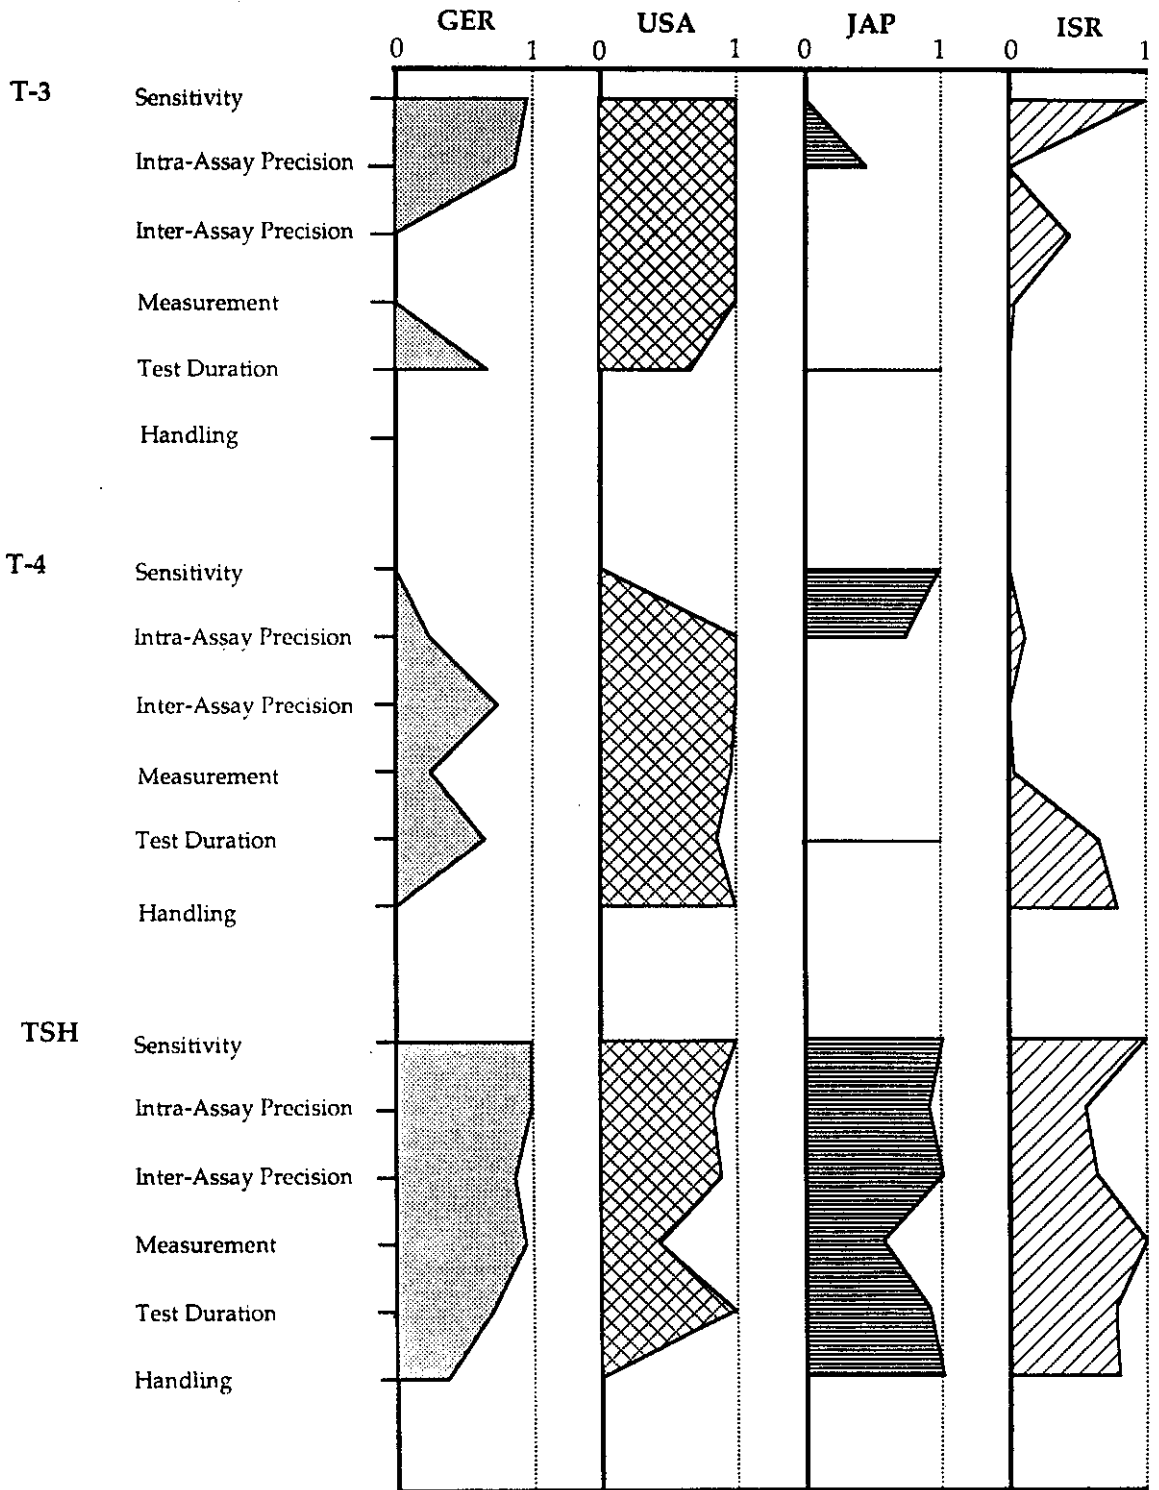 GER USA JAP ISR
0 1 0 1 0 1 0 1
T-3 Sensitivity
Intra-Assay Precision
Inter-Assay Precision
Measurement
Test Duration
Handling
T-4 Sensitivity
Intra-Assay Precision
Inter-Assay Precision
Measurement
Test Duration
Handling
TSH Sensitivity
Intra-Assay Precision
Inter-Assay Precision
Measurement
Test Duration
Handling